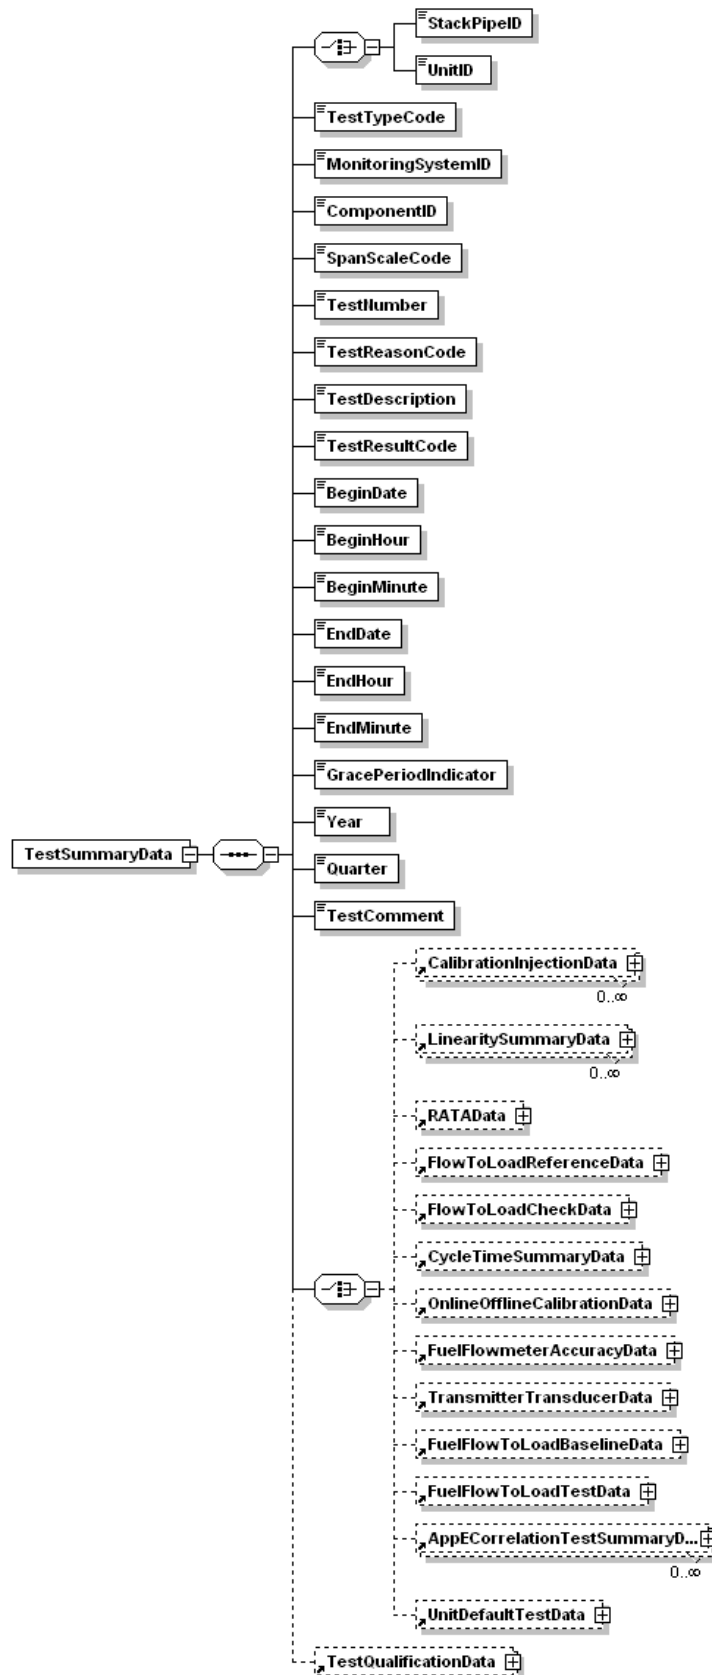 StackPipeID
UnitID
TestTypeCode
MonitoringSystemID
ComponentID
SpanScaleCode
TestNumber
TestReasonCode
TestDescription
TestResultCode
BeginDate
BeginHour
BeginMinute
EndDate
EndHour
EndMinute
GracePeriodIndicator
Year
TestSummaryData
Quarter
TestComment
CalibrationInjectionData
0..∞
LinearitySummaryData
0..∞
RATAData
FlowToLoadReferenceData
FlowToLoadCheckData
CycleTimeSummaryData
OnlineOfflineCalibrationData
FuelFlowmeterAccuracyData
TransmitterTransducerData
FuelFlowToLoadBaselineData
FuelFlowToLoadTestData
AppECorrelationTestSummaryD...
0..∞
UnitDefaultTestData
TestQualificationData